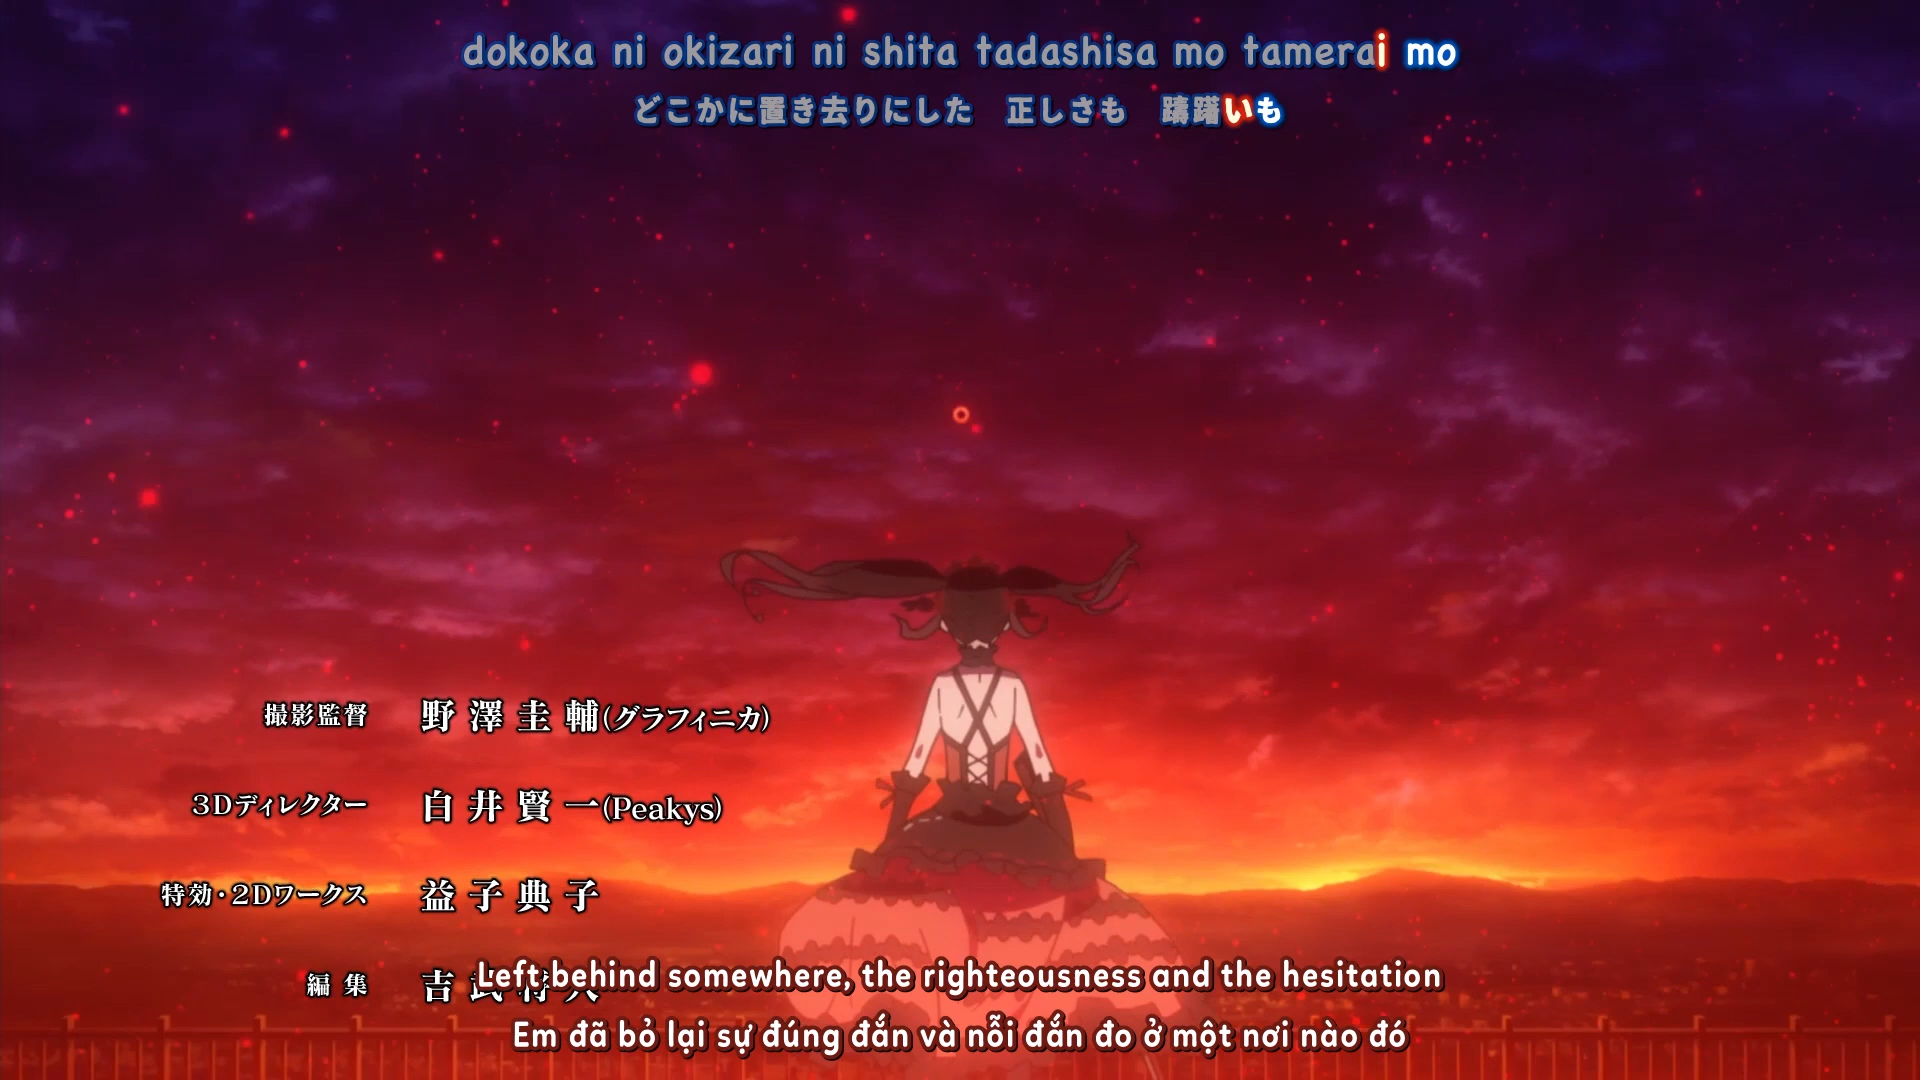 dokoka ni okizari ni shita tadashisa mo tamerai mo
どこかに置き去りにした　正しさも　躊躇いも
撮影監督　野澤圭輔(グラフィニカ)
3Dディレクター　白井賢一(Peakys)
特効・2Dワークス　益子典子
編集　吉武将人
Left behind somewhere, the righteousness and the hesitation
Em đã bỏ lại sự đúng đắn và nỗi đắn đo ở một nơi nào đó